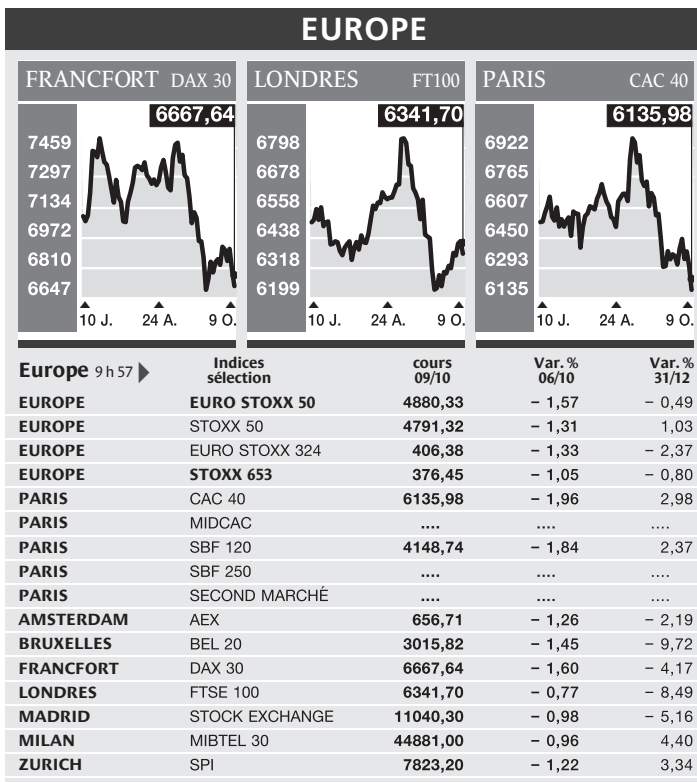 EUROPE
FRANCFORT DAX 30
6667,64
7459
7297
7134
6972
6810
6647
10 J. 24 A. 9 O.
LONDRES FT100
6341,70
6798
6678
6558
6438
6318
6199
10 J. 24 A. 9 O.
PARIS CAC 40
6135,98
6922
6765
6607
6450
6293
6135
10 J. 24 A. 9 O.
Europe 9 h 57 Indices sélection cours 09/10 Var. % 06/10 Var. % 31/12
EUROPE EURO STOXX 50 4880,33 – 1,57 – 0,49
EUROPE STOXX 50 4791,32 – 1,31 1,03
EUROPE EURO STOXX 324 406,38 – 1,33 – 2,37
EUROPE STOXX 653 376,45 – 1,05 – 0,80
PARIS CAC 40 6135,98 – 1,96 2,98
PARIS MIDCAC .... .... ....
PARIS SBF 120 4148,74 – 1,84 2,37
PARIS SBF 250 .... .... ....
PARIS SECOND MARCHÉ .... .... ....
AMSTERDAM AEX 656,71 – 1,26 – 2,19
BRUXELLES BEL 20 3015,82 – 1,45 – 9,72
FRANCFORT DAX 30 6667,64 – 1,60 – 4,17
LONDRES FTSE 100 6341,70 – 0,77 – 8,49
MADRID STOCK EXCHANGE 11040,30 – 0,98 – 5,16
MILAN MIBTEL 30 44881,00 – 0,96 4,40
ZURICH SPI 7823,20 – 1,22 3,34